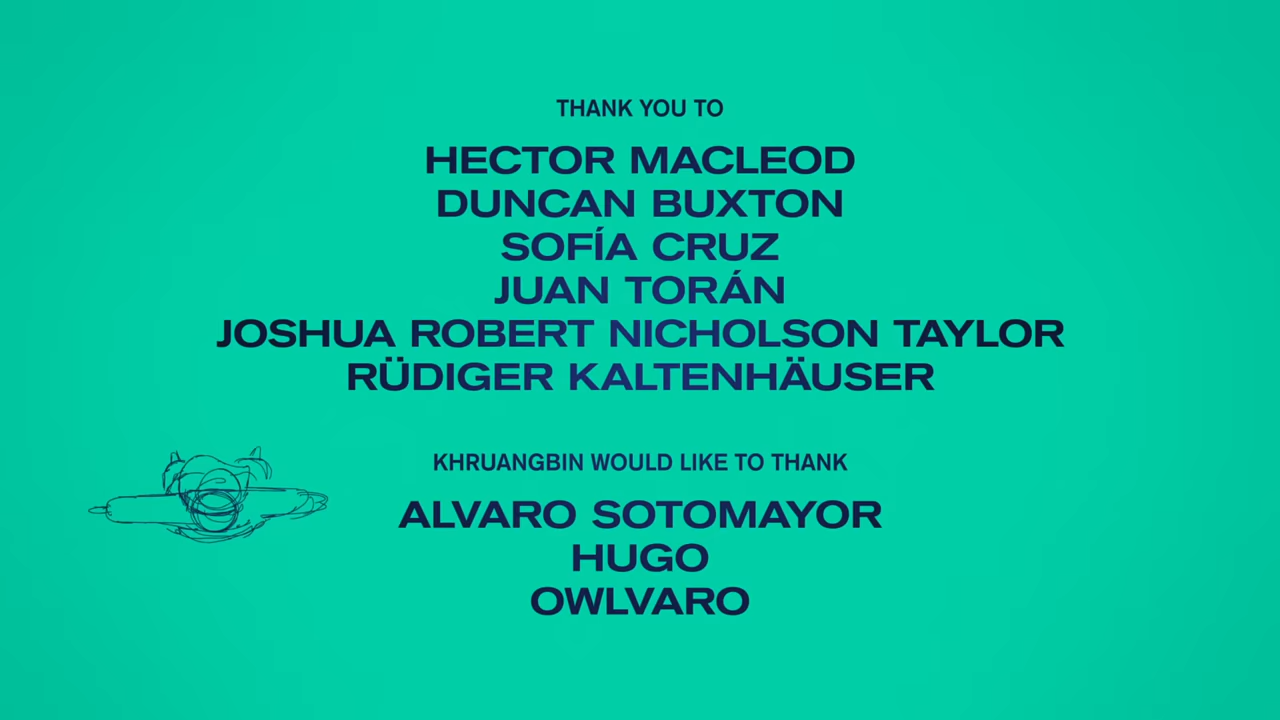 THANK YOU TO
HECTOR MACLEOD
DUNCAN BUXTON
SOFÍA CRUZ
JUAN TORÁN
JOSHUA ROBERT NICHOLSON TAYLOR
RÜDIGER KALTENHÄUSER
KHRUANGBIN WOULD LIKE TO THANK
ALVARO SOTOMAYOR
HUGO
OWLVARO